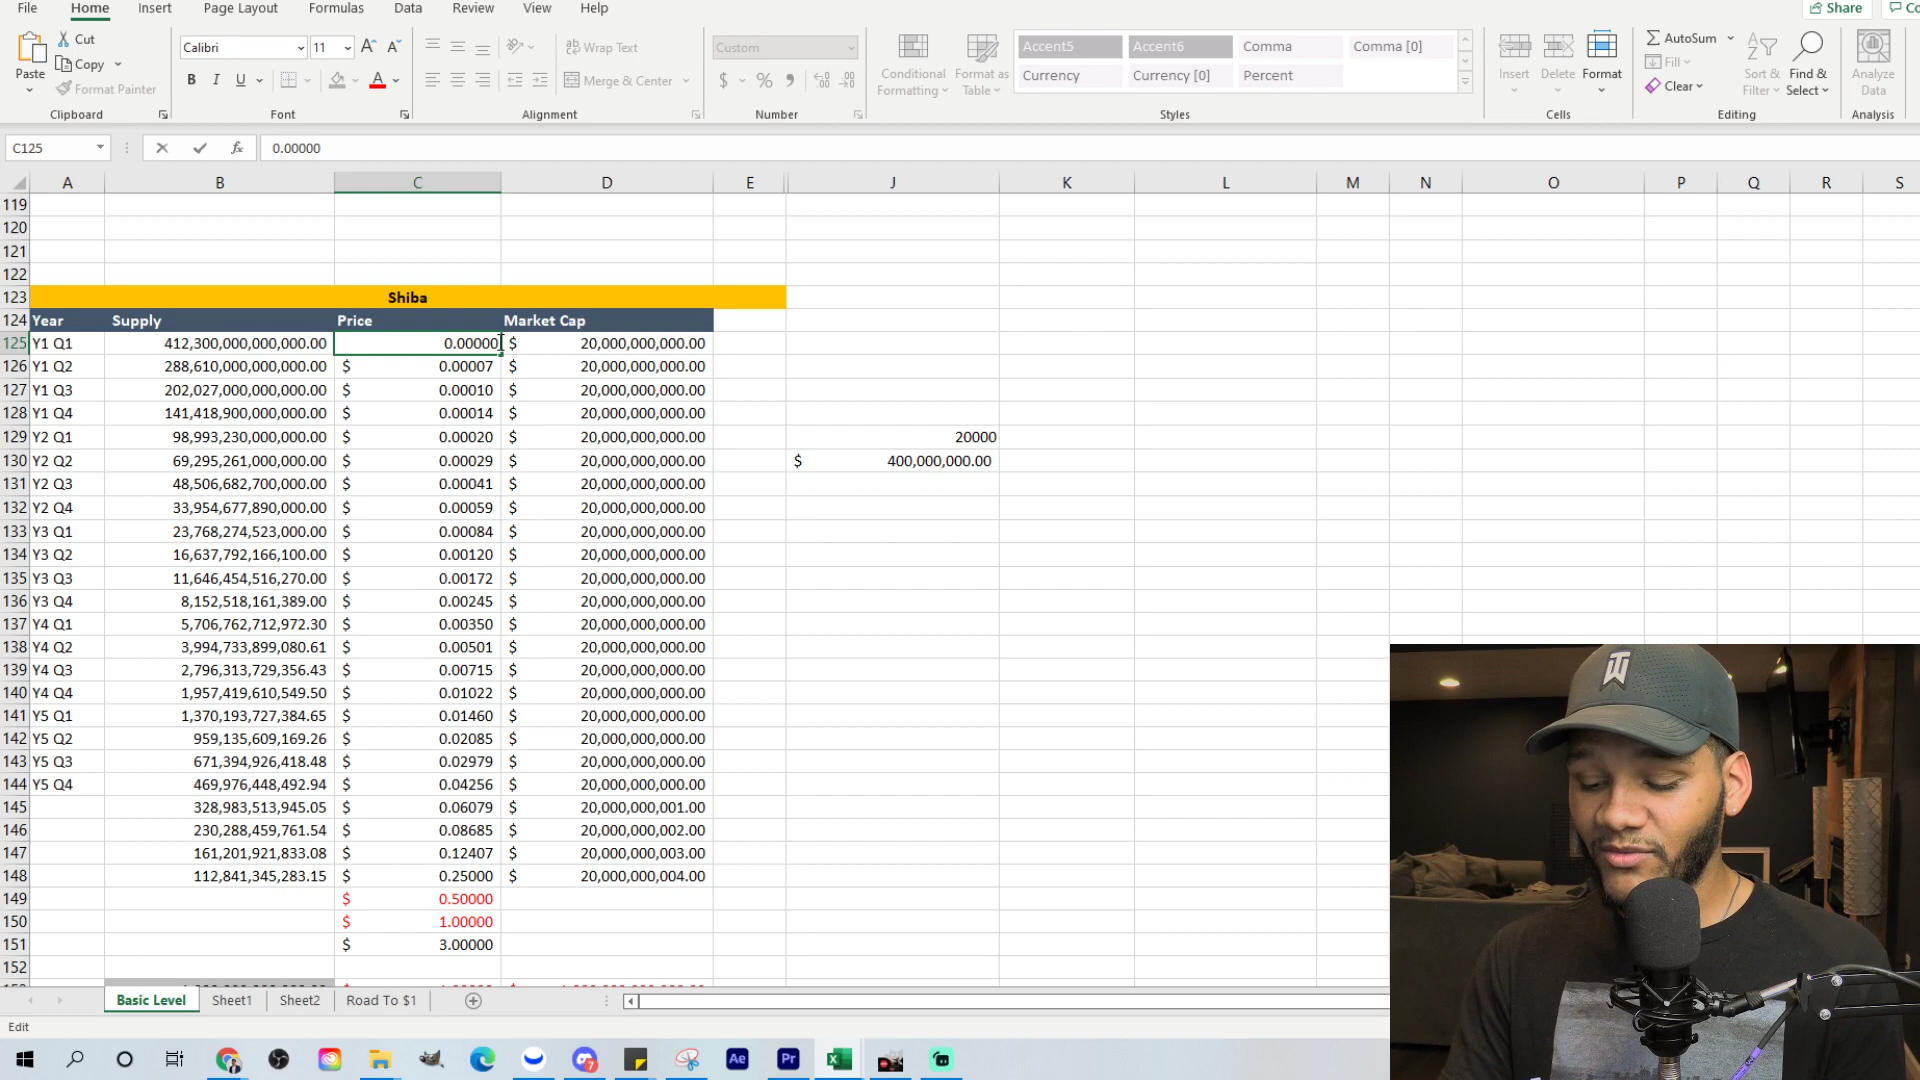 File Home Insert Page Layout Formulas Data Review View Help Share Co
Paste Cut Copy Format Painter Clipboard
Calibri 11 B I U A Font
Wrap Text Merge & Center Alignment
Custom $ % Number
Conditional Formatting Format as Table
Accent5 Accent6 Comma Comma [0]
Currency Currency [0] Percent
Styles
Insert Delete Format Cells
AutoSum Fill Clear Sort & Filter Find & Select Editing
Analyze Data Analysis
C125 fx 0.00000
A B C D E J K L M N O P Q R S
119
120
121
122
123 Shiba
124 Year Supply Price Market Cap
125 Y1 Q1 412,300,000,000,000.00 0.00000 $ 20,000,000,000.00
126 Y1 Q2 288,610,000,000,000.00 $ 0.00007 $ 20,000,000,000.00
127 Y1 Q3 202,027,000,000,000.00 $ 0.00010 $ 20,000,000,000.00
128 Y1 Q4 141,418,900,000,000.00 $ 0.00014 $ 20,000,000,000.00
129 Y2 Q1 98,993,230,000,000.00 $ 0.00020 $ 20,000,000,000.00 20000
130 Y2 Q2 69,295,261,000,000.00 $ 0.00029 $ 20,000,000,000.00 $ 400,000,000.00
131 Y2 Q3 48,506,682,700,000.00 $ 0.00041 $ 20,000,000,000.00
132 Y2 Q4 33,954,677,890,000.00 $ 0.00059 $ 20,000,000,000.00
133 Y3 Q1 23,768,274,523,000.00 $ 0.00084 $ 20,000,000,000.00
134 Y3 Q2 16,637,792,166,100.00 $ 0.00120 $ 20,000,000,000.00
135 Y3 Q3 11,646,454,516,270.00 $ 0.00172 $ 20,000,000,000.00
136 Y3 Q4 8,152,518,161,389.00 $ 0.00245 $ 20,000,000,000.00
137 Y4 Q1 5,706,762,712,972.30 $ 0.00350 $ 20,000,000,000.00
138 Y4 Q2 3,994,733,899,080.61 $ 0.00501 $ 20,000,000,000.00
139 Y4 Q3 2,796,313,729,356.43 $ 0.00715 $ 20,000,000,000.00
140 Y4 Q4 1,957,419,610,549.50 $ 0.01022 $ 20,000,000,000.00
141 Y5 Q1 1,370,193,727,384.65 $ 0.01460 $ 20,000,000,000.00
142 Y5 Q2 959,135,609,169.26 $ 0.02085 $ 20,000,000,000.00
143 Y5 Q3 671,394,926,418.48 $ 0.02979 $ 20,000,000,000.00
144 Y5 Q4 469,976,448,492.94 $ 0.04256 $ 20,000,000,000.00
145 328,983,513,945.05 $ 0.06079 $ 20,000,000,001.00
146 230,288,459,761.54 $ 0.08685 $ 20,000,000,002.00
147 161,201,921,833.08 $ 0.12407 $ 20,000,000,003.00
148 112,841,345,283.15 $ 0.25000 $ 20,000,000,004.00
149 $ 0.50000
150 $ 1.00000
151 $ 3.00000
152
Basic Level Sheet1 Sheet2 Road To $1
Edit
Ae Pr